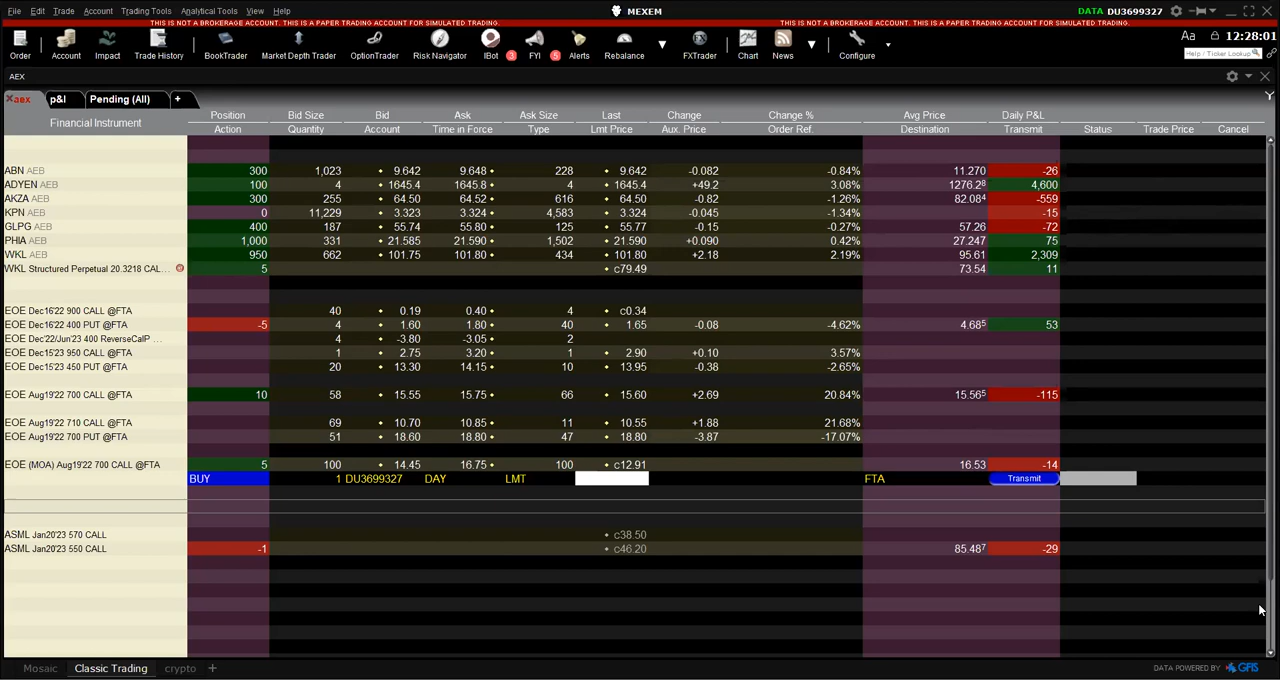 File Edit Trade Account Trading Tools Analytical Tools View Help MEXEM DATA DU3699327
THIS IS NOT A BROKERAGE ACCOUNT. THIS IS A PAPER TRADING ACCOUNT FOR SIMULATED TRADING. THIS IS NOT A BROKERAGE ACCOUNT. THIS IS A PAPER TRADING ACCOUNT FOR SIMULATED TRADING.
Aa 12:28:01
Order Account Impact Trade History BookTrader Market Depth Trader OptionTrader Risk Navigator IBot 3 FYI 5 Alerts Rebalance FXTrader Chart News Configure Help / Ticker Lookup
AEX
aex p&l Pending (All) +
Financial Instrument Position Bid Size Bid Ask Ask Size Last Change Change % Avg Price Daily P&L
Action Quantity Account Time in Force Type Lmt Price Aux. Price Order Ref. Destination Transmit Status Trade Price Cancel
ABN AEB 300 1,023 9.642 9.648 228 9.642 -0.082 -0.84% 11.270 -26
ADYEN AEB 100 4 1645.4 1645.8 4 1645.4 +49.2 3.08% 1276.2⁸ 4,600
AKZA AEB 300 255 64.50 64.52 616 64.50 -0.82 -1.26% 82.08⁴ -559
KPN AEB 0 11,229 3.323 3.324 4,583 3.324 -0.045 -1.34% -15
GLPG AEB 400 187 55.74 55.80 125 55.77 -0.15 -0.27% 57.26 -72
PHIA AEB 1,000 331 21.585 21.590 1,502 21.590 +0.090 0.42% 27.247 75
WKL AEB 950 662 101.75 101.80 434 101.80 +2.18 2.19% 95.61 2,309
WKL Structured Perpetual 20.3218 CAL... 5 c79.49 73.54 11
EOE Dec16'22 900 CALL @FTA 40 0.19 0.40 4 c0.34
EOE Dec16'22 400 PUT @FTA -5 4 1.60 1.80 40 1.65 -0.08 -4.62% 4.68⁵ 53
EOE Dec'22/Jun'23 400 ReverseCalP ... 4 -3.80 -3.05 2
EOE Dec15'23 950 CALL @FTA 1 2.75 3.20 1 2.90 +0.10 3.57%
EOE Dec15'23 450 PUT @FTA 20 13.30 14.15 10 13.95 -0.38 -2.65%
EOE Aug19'22 700 CALL @FTA 10 58 15.55 15.75 66 15.60 +2.69 20.84% 15.56⁵ -115
EOE Aug19'22 710 CALL @FTA 69 10.70 10.85 11 10.55 +1.88 21.68%
EOE Aug19'22 700 PUT @FTA 51 18.60 18.80 47 18.80 -3.87 -17.07%
EOE (MOA) Aug19'22 700 CALL @FTA 5 100 14.45 16.75 100 c12.91 16.53 -14
BUY 1 DU3699327 DAY LMT FTA Transmit
ASML Jan20'23 570 CALL c38.50
ASML Jan20'23 550 CALL -1 c46.20 85.48⁷ -29
Mosaic Classic Trading crypto + DATA POWERED BY GFIS